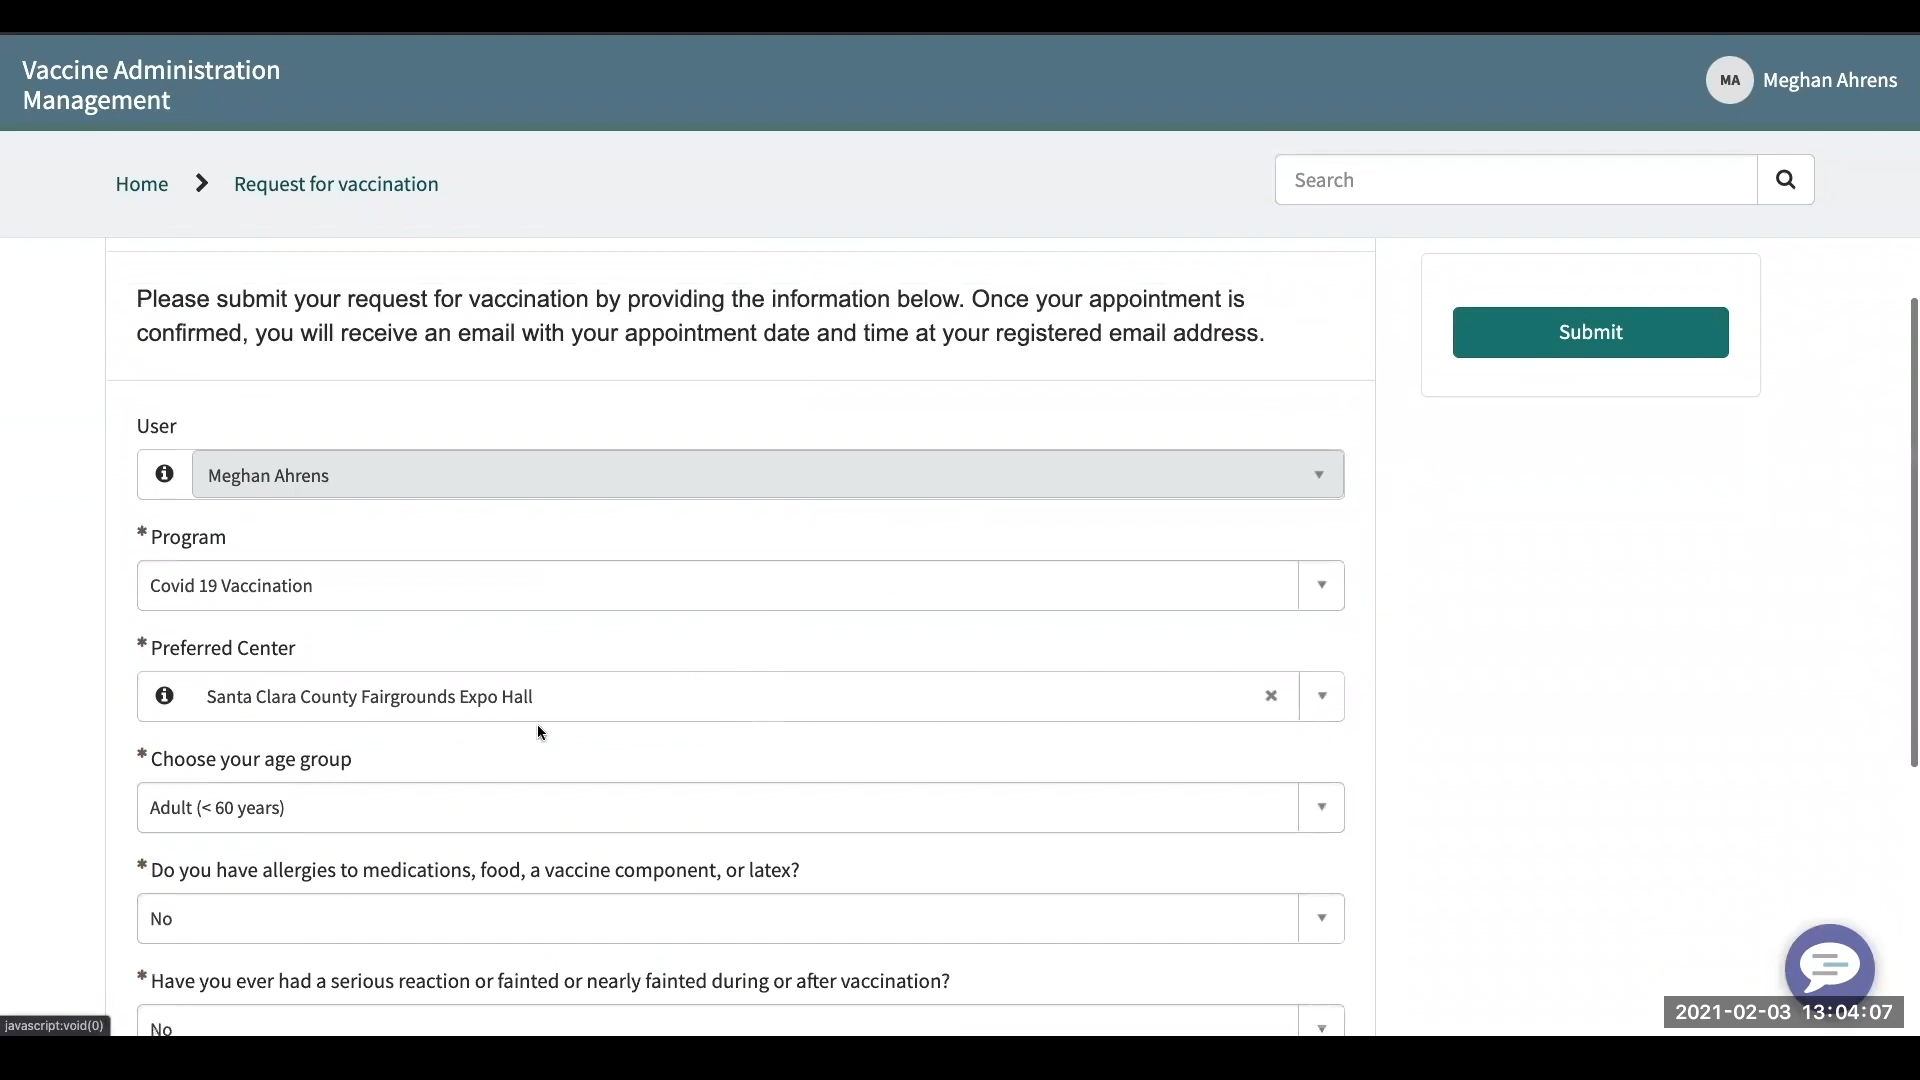 Vaccine Administration
Management
MA
Meghan Ahrens
Home
Request for vaccination
Search
Please submit your request for vaccination by providing the information below. Once your appointment is
confirmed, you will receive an email with your appointment date and time at your registered email address.
Submit
User
Meghan Ahrens
* Program
Covid 19 Vaccination
* Preferred Center
Santa Clara County Fairgrounds Expo Hall
* Choose your age group
Adult (< 60 years)
* Do you have allergies to medications, food, a vaccine component, or latex?
No
* Have you ever had a serious reaction or fainted or nearly fainted during or after vaccination?
No
javascript:void(0)
2021-02-03 13:04:07